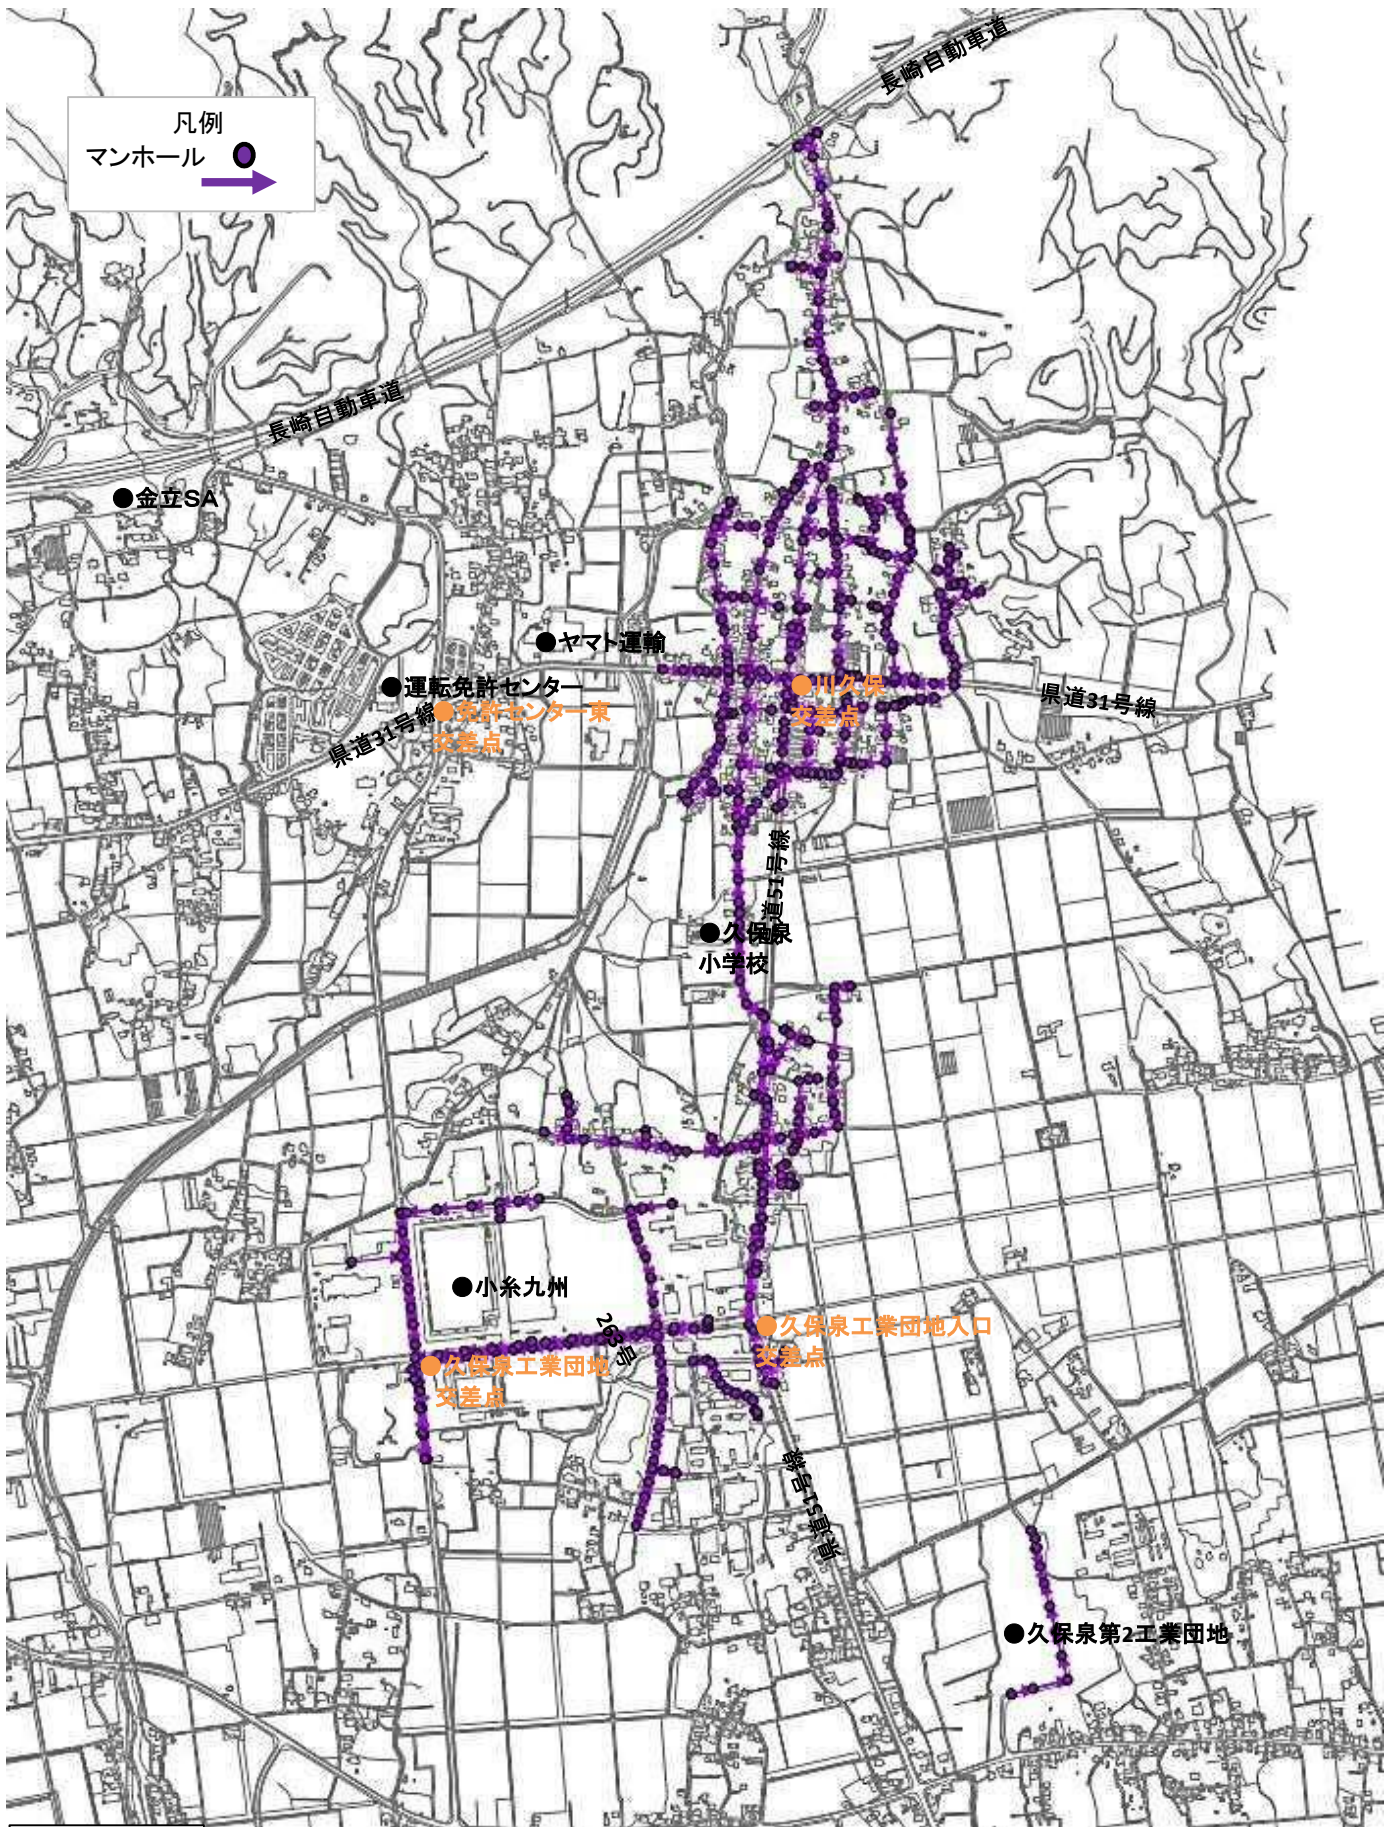 長崎自動車道
凡例
マンホール
長崎自動車道
●金立SA
●ヤマト運輸
●運転免許センター
●免許センター東
交差点
県道31号線
●川久保
交差点
県道31号線
道51号線
●久保泉
小学校
●小糸九州
263号
●久保泉工業団地入口
交差点
●久保泉工業団地
交差点
県道51号線
●久保泉第2工業団地